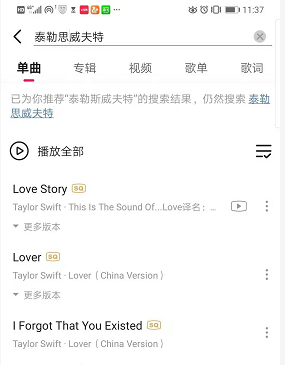 11:37
泰勒思威夫特
单曲 专辑 视频 歌单 歌词
已为你推荐“泰勒斯威夫特”的搜索结果，仍然搜索 泰勒
思威夫特
播放全部
Love Story SQ
Taylor Swift · This Is The Sound Of...Love译名：...
更多版本
Lover SQ
Taylor Swift · Lover（China Version）
更多版本
I Forgot That You Existed SQ
Taylor Swift · Lover（China Version）